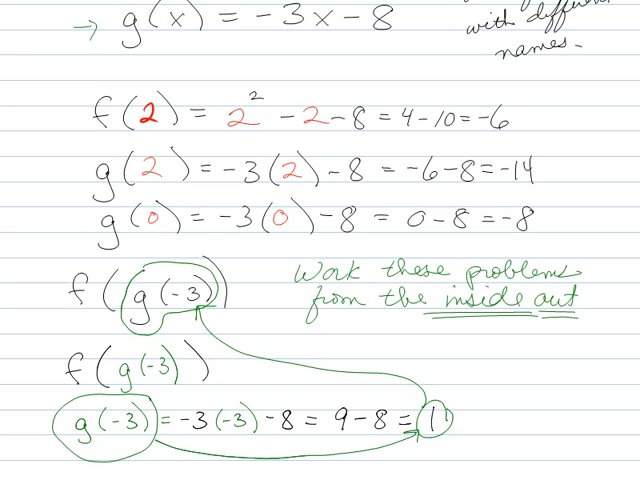 → g(x) = -3x - 8
with different
names.
f(2) = 2² - 2 - 8 = 4 - 10 = -6
g(2) = -3(2) - 8 = -6 - 8 = -14
g(0) = -3(0) - 8 = 0 - 8 = -8
f(g(-3))
Work these problems
from the inside out
f(g(-3))
g(-3) = -3(-3) - 8 = 9 - 8 = 1